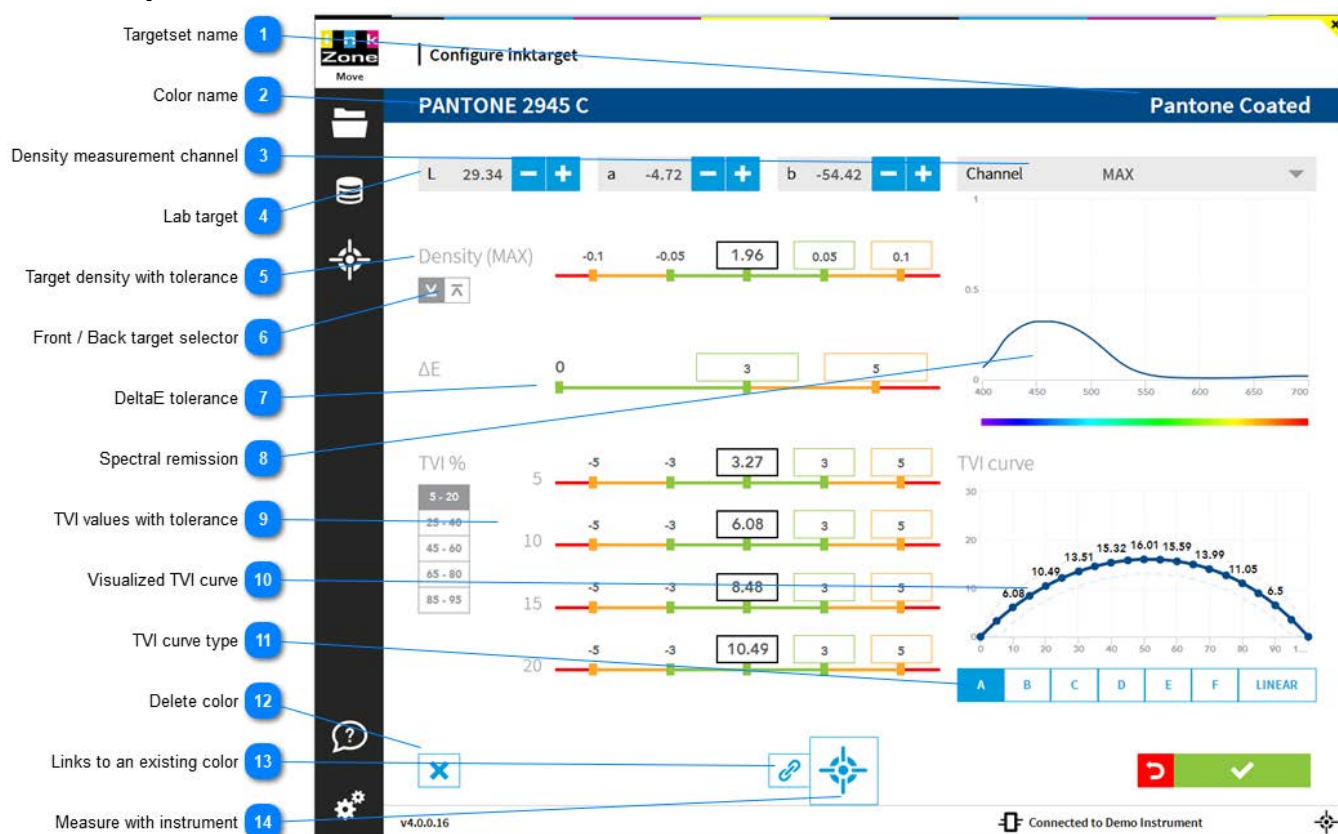 Targetset name 1
Color name 2
Density measurement channel 3
Lab target 4
Target density with tolerance 5
Front / Back target selector 6
DeltaE tolerance 7
Spectral remission 8
TVI values with tolerance 9
Visualized TVI curve 10
TVI curve type 11
Delete color 12
Links to an existing color 13
Measure with instrument 14
Ink
Zone
Move
Configure inktarget
PANTONE 2945 C Pantone Coated
L 29.34 a -4.72 b -54.42 Channel MAX
Density (MAX) -0.1 -0.05 1.96 0.05 0.1
ΔE 0 3 5
1
0.5
0
400 450 500 550 600 650 700
TVI %
5 - 20
25 - 40
45 - 60
65 - 80
85 - 95
5 -5 -3 3.27 3 5
10 -5 -3 6.08 3 5
15 -5 -3 8.48 3 5
20 -5 -3 10.49 3 5
TVI curve
30
20
10
0
6.08 10.49 13.51 15.32 16.01 15.59 13.99 11.05 6.5
0 10 20 30 40 50 60 70 80 90 1...
A B C D E F LINEAR
v4.0.0.16 Connected to Demo Instrument